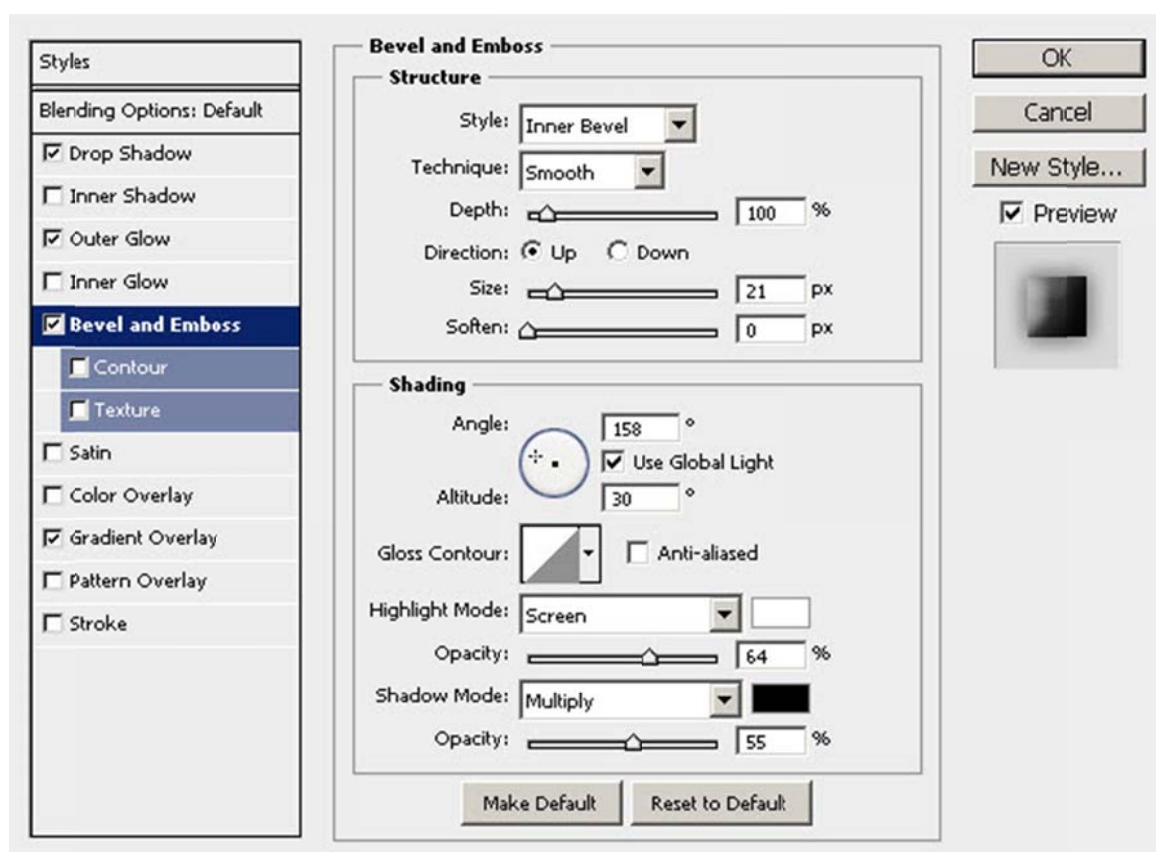 Styles
Blending Options: Default
Drop Shadow
Inner Shadow
Outer Glow
Inner Glow
Bevel and Emboss
Contour
Texture
Satin
Color Overlay
Gradient Overlay
Pattern Overlay
Stroke
Bevel and Emboss
Structure
Style: Inner Bevel
Technique: Smooth
Depth: 100 %
Direction: Up Down
Size: 21 px
Soften: 0 px
Shading
Angle: 158 °
Use Global Light
Altitude: 30 °
Gloss Contour: Anti-aliased
Highlight Mode: Screen
Opacity: 64 %
Shadow Mode: Multiply
Opacity: 55 %
Make Default Reset to Default
OK
Cancel
New Style...
Preview